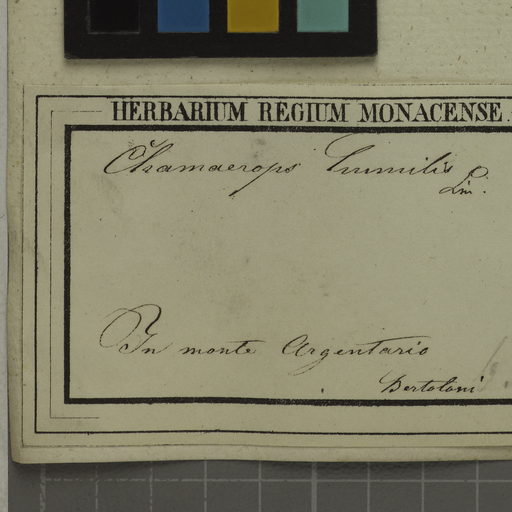 HERBARIUM REGIUM MONACENSE.
Chamaerops humilis
Lin.
In monte Argentario
Bertoloni